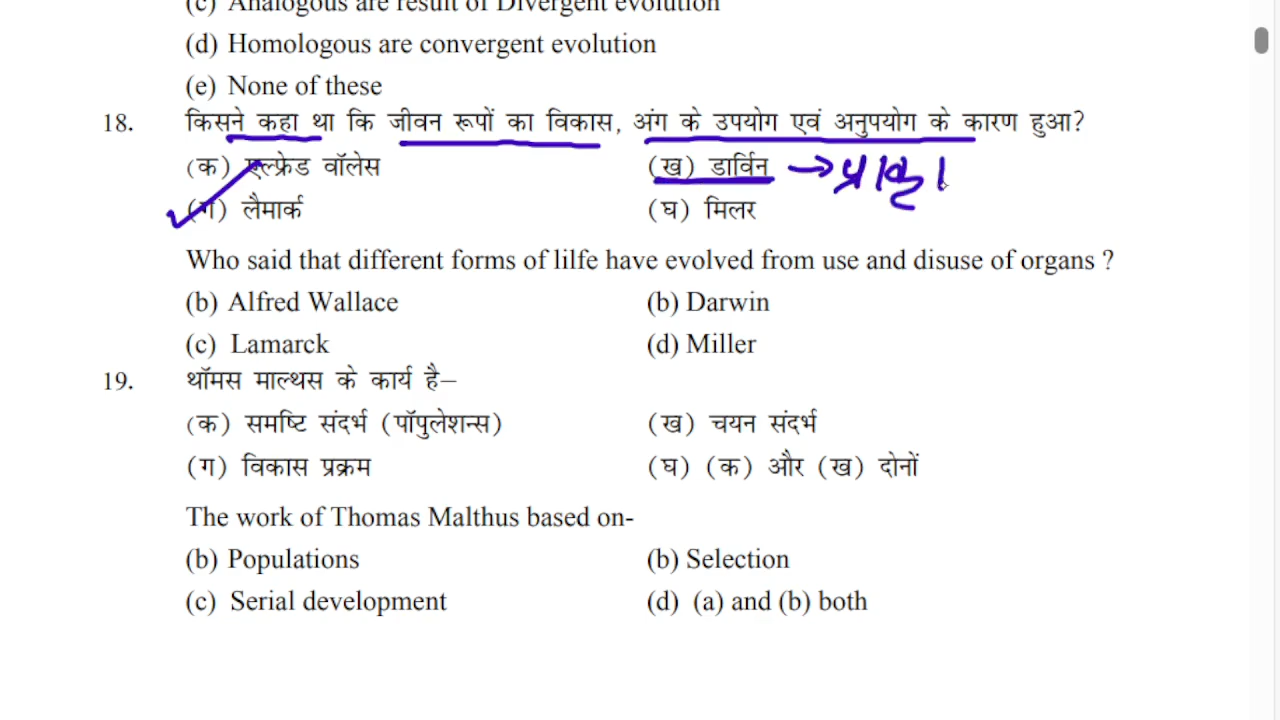 (c) Analogous are result of Divergent evolution
(d) Homologous are convergent evolution
(e) None of these
18. किसने कहा था कि जीवन रूपों का विकास, अंग के उपयोग एवं अनुपयोग के कारण हुआ?
(क) एल्फ्रेड वॉलेस (ख) डार्विन → प्राकृ
(ग) लैमार्क (घ) मिलर
Who said that different forms of lilfe have evolved from use and disuse of organs ?
(b) Alfred Wallace (b) Darwin
(c) Lamarck (d) Miller
19. थॉमस माल्थस के कार्य है–
(क) समष्टि संदर्भ (पॉपुलेशन्स) (ख) चयन संदर्भ
(ग) विकास प्रक्रम (घ) (क) और (ख) दोनों
The work of Thomas Malthus based on-
(b) Populations (b) Selection
(c) Serial development (d) (a) and (b) both